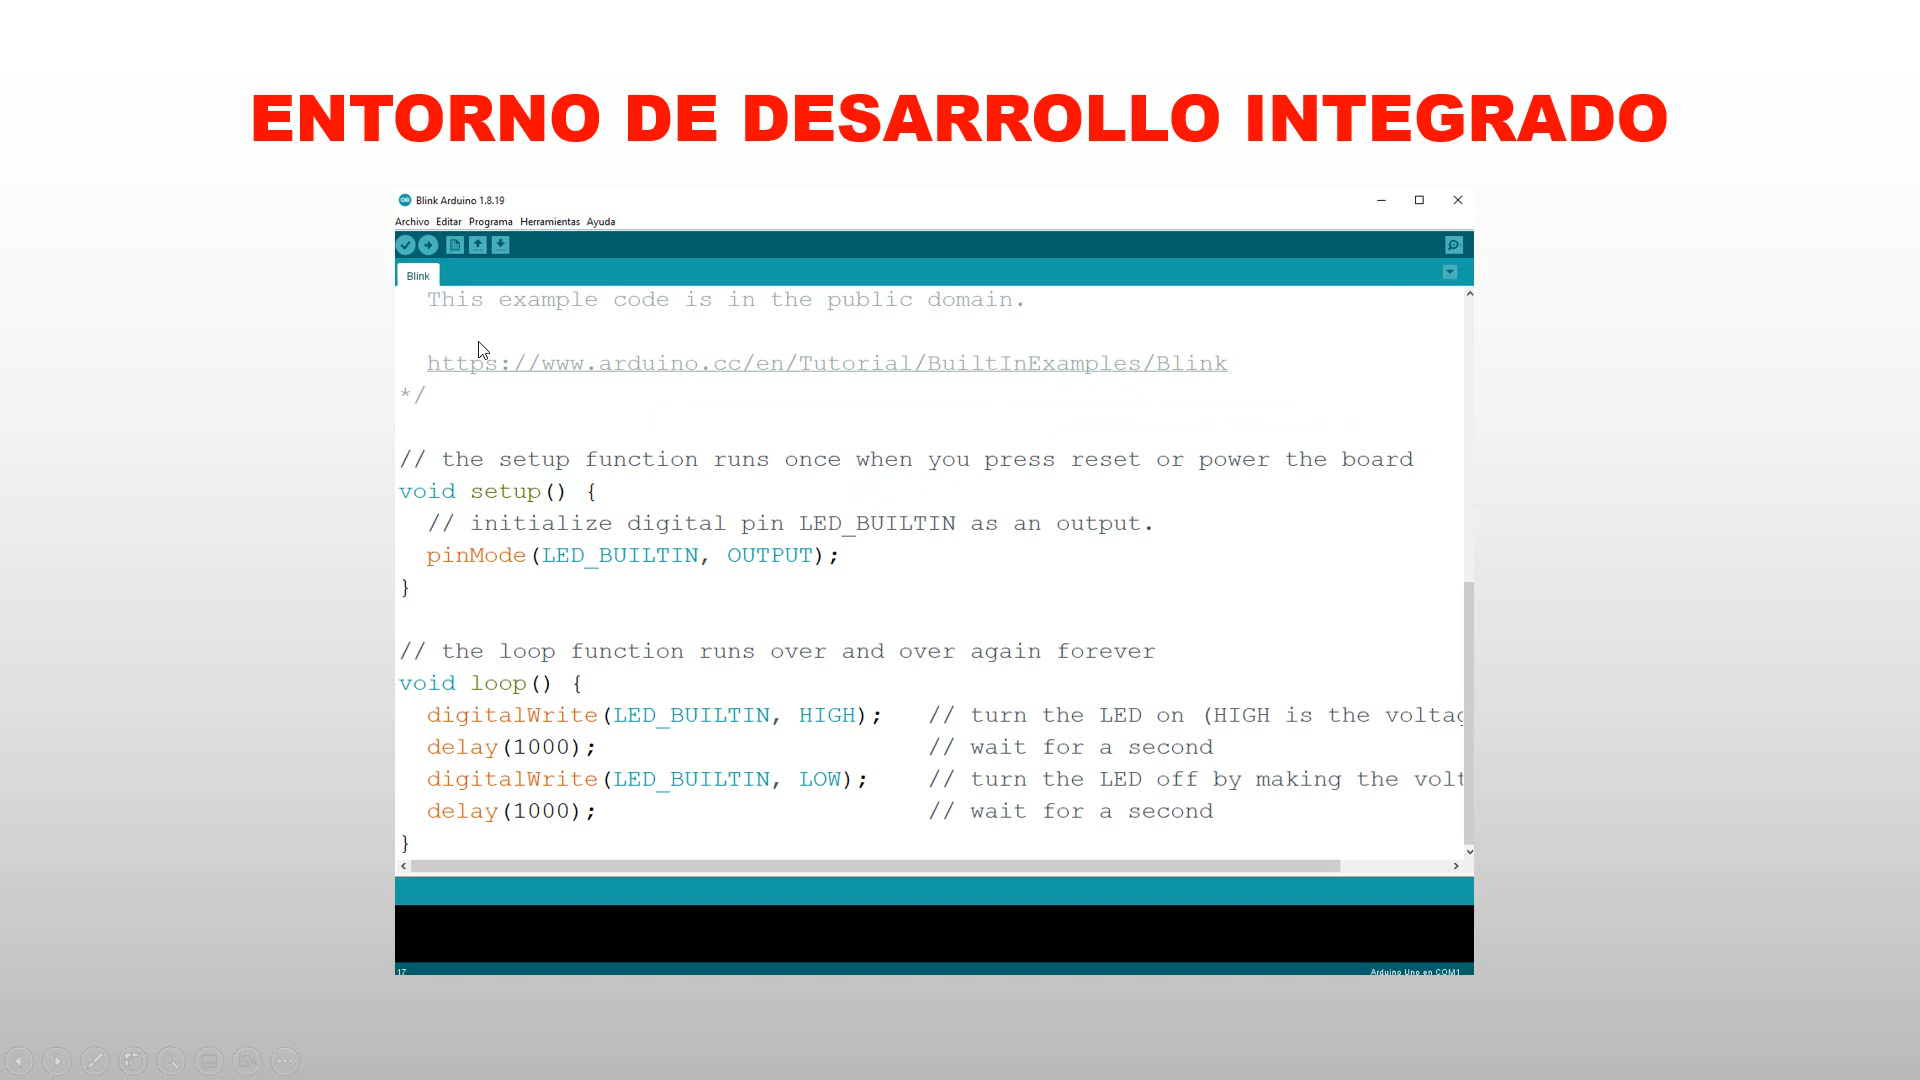 ENTORNO DE DESARROLLO INTEGRADO
Blink Arduino 1.8.19
Archivo Editar Programa Herramientas Ayuda
Blink
This example code is in the public domain.
https://www.arduino.cc/en/Tutorial/BuiltInExamples/Blink
*/
// the setup function runs once when you press reset or power the board
void setup() {
// initialize digital pin LED_BUILTIN as an output.
pinMode(LED_BUILTIN, OUTPUT);
}
// the loop function runs over and over again forever
void loop() {
digitalWrite(LED_BUILTIN, HIGH);   // turn the LED on (HIGH is the voltag
delay(1000);                       // wait for a second
digitalWrite(LED_BUILTIN, LOW);    // turn the LED off by making the volt
delay(1000);                       // wait for a second
}
17 Arduino Uno en COM1